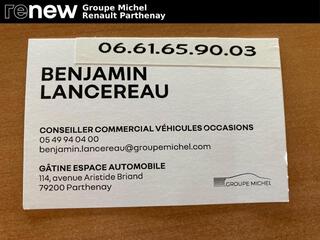 renew
Groupe Michel
Renault Parthenay
06.61.65.90.03
BENJAMIN
LANCEREAU
CONSEILLER COMMERCIAL VÉHICULES OCCASIONS
05 49 94 04 00
benjamin.lancereau@groupemichel.com
GÂTINE ESPACE AUTOMOBILE
114, avenue Aristide Briand
79200 Parthenay
GROUPE MICHEL